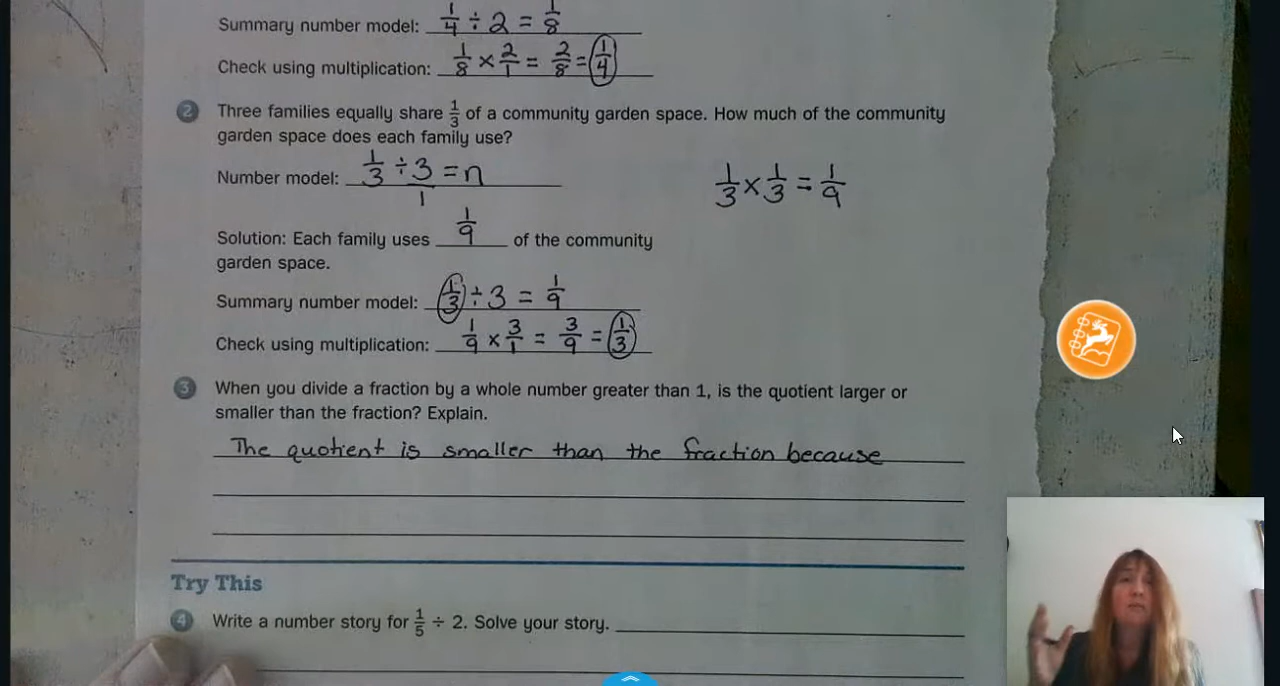 Summary number model: 1/4 ÷ 2 = 1/8
Check using multiplication: 1/8 × 2/1 = 2/8 = 1/4
2 Three families equally share 1/3 of a community garden space. How much of the community
garden space does each family use?
Number model: 1/3 ÷ 3/1 = n
1/3 × 1/3 = 1/9
Solution: Each family uses 1/9 of the community
garden space.
Summary number model: 1/3 ÷ 3 = 1/9
Check using multiplication: 1/9 × 3/1 = 3/9 = 1/3
3 When you divide a fraction by a whole number greater than 1, is the quotient larger or
smaller than the fraction? Explain.
The quotient is smaller than the fraction because
Try This
4 Write a number story for 1/5 ÷ 2. Solve your story.